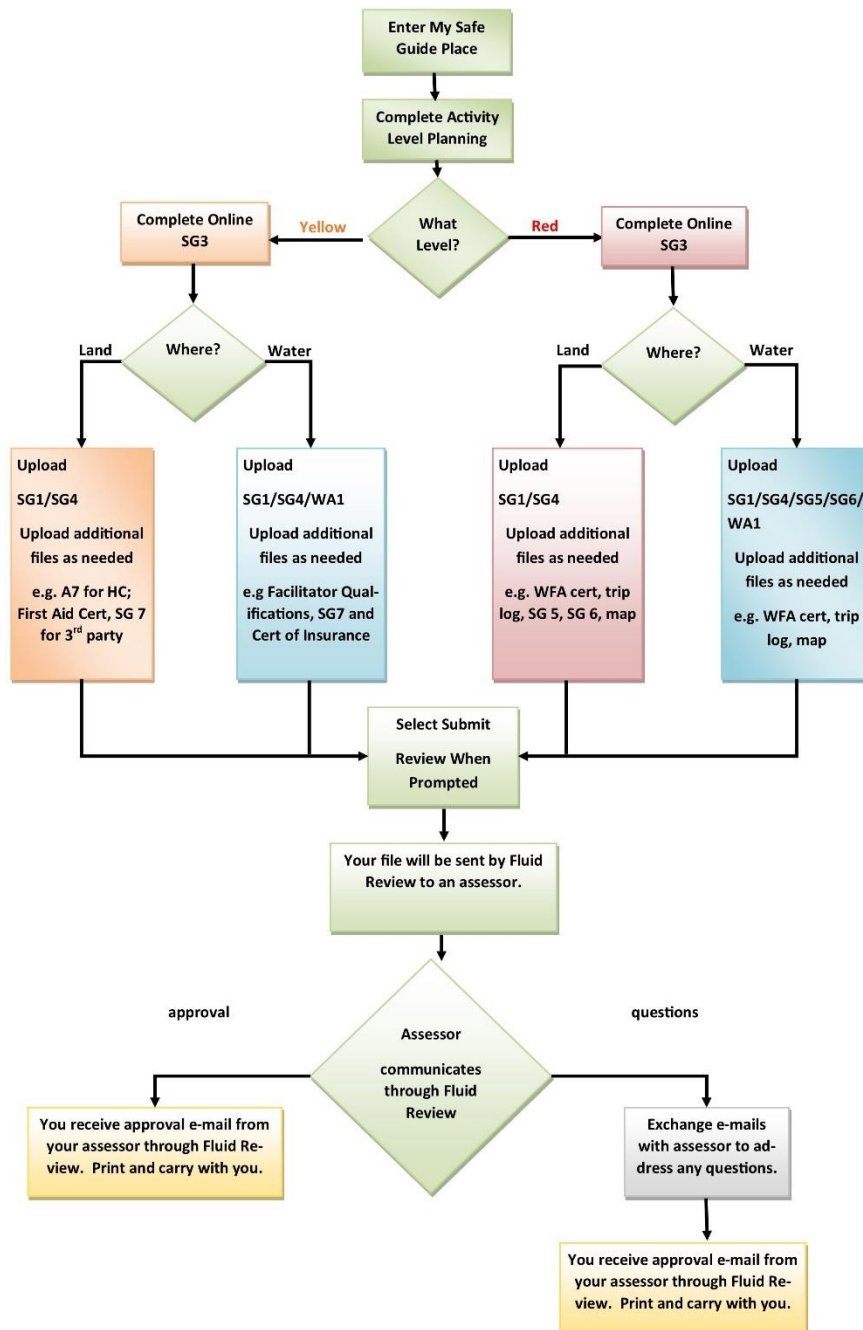 Enter My Safe
Guide Place
Complete Activity
Level Planning
What
Level?
Yellow
Red
Complete Online
SG3
Complete Online
SG3
Where?
Land
Water
Where?
Land
Water
Upload
SG1/SG4
Upload additional
files as needed
e.g. A7 for HC;
First Aid Cert, SG 7
for 3rd party
Upload
SG1/SG4/WA1
Upload additional
files as needed
e.g Facilitator Qual-
ifications, SG7 and
Cert of Insurance
Upload
SG1/SG4
Upload additional
files as needed
e.g. WFA cert, trip
log, SG 5, SG 6, map
Upload
SG1/SG4/SG5/SG6/
WA1
Upload additional
files as needed
e.g. WFA cert, trip
log, map
Select Submit
Review When
Prompted
Your file will be sent by Fluid
Review to an assessor.
approval
questions
Assessor
communicates
through Fluid
Review
You receive approval e-mail from
your assessor through Fluid Re-
view. Print and carry with you.
Exchange e-mails
with assessor to ad-
dress any questions.
You receive approval e-mail from
your assessor through Fluid Re-
view. Print and carry with you.